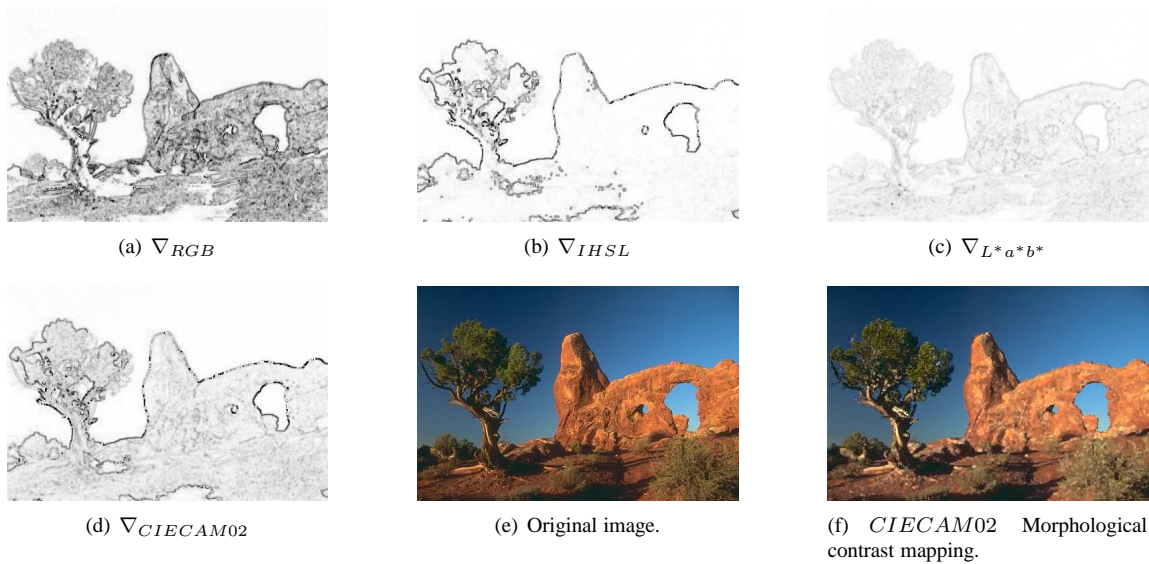 (a) ∇RGB
(b) ∇IHSL
(c) ∇L*a*b*
(d) ∇CIECAM02
(e) Original image.
(f) CIECAM02 Morphological
contrast mapping.